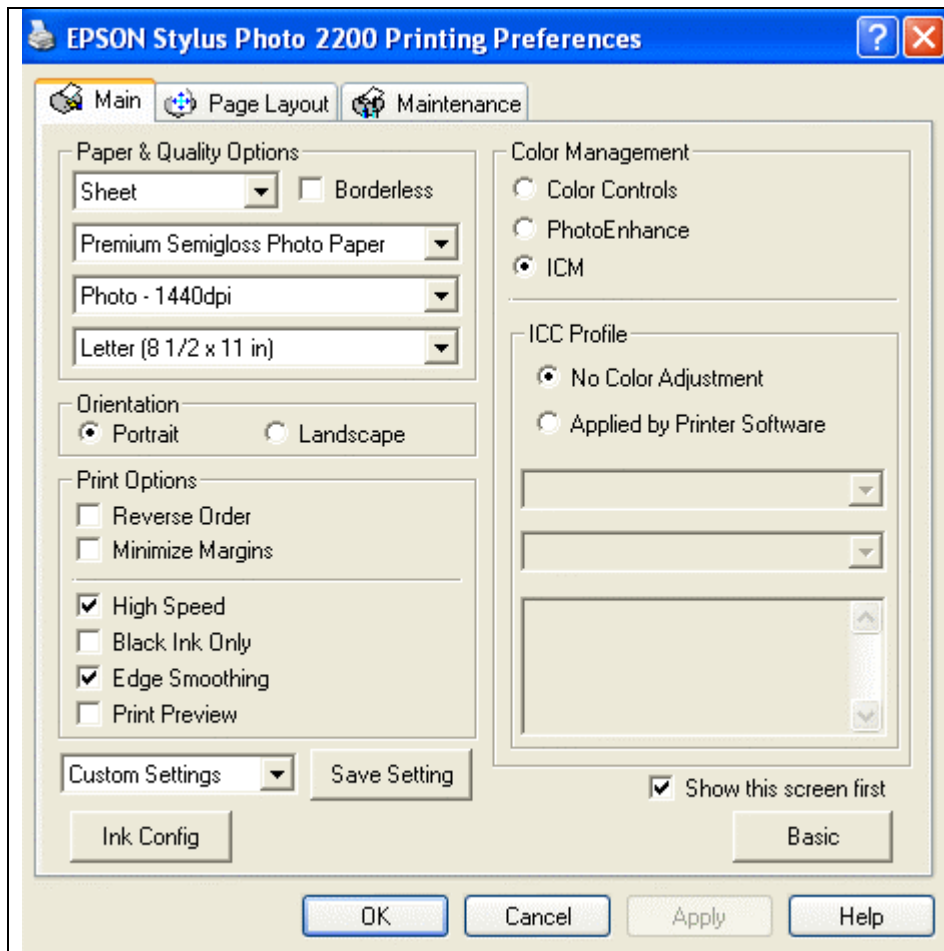 EPSON Stylus Photo 2200 Printing Preferences
Main
Page Layout
Maintenance
Paper & Quality Options
Sheet
Borderless
Premium Semigloss Photo Paper
Photo - 1440dpi
Letter (8 1/2 x 11 in)
Orientation
Portrait
Landscape
Print Options
Reverse Order
Minimize Margins
High Speed
Black Ink Only
Edge Smoothing
Print Preview
Custom Settings
Save Setting
Ink Config
Color Management
Color Controls
PhotoEnhance
ICM
ICC Profile
No Color Adjustment
Applied by Printer Software
Show this screen first
Basic
OK
Cancel
Apply
Help